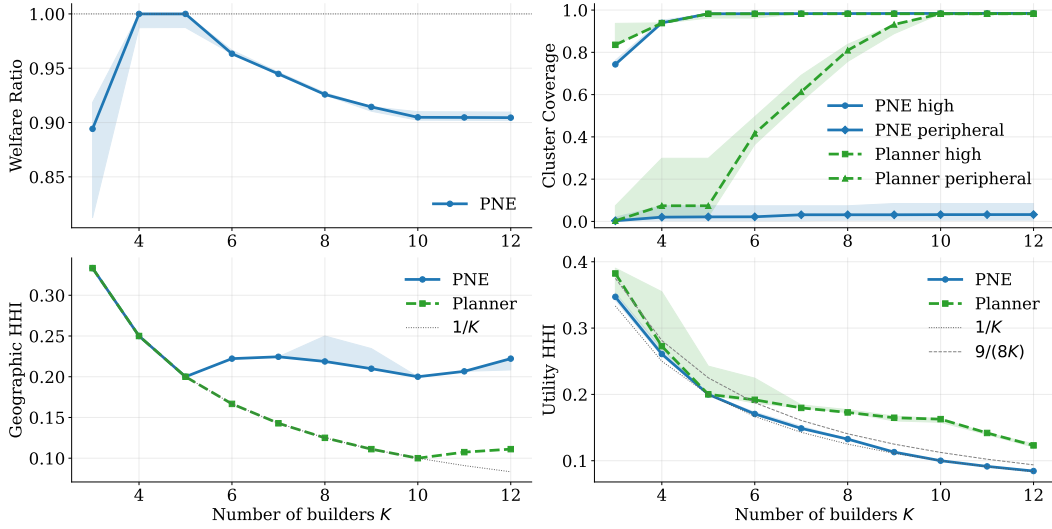 Welfare Ratio
1.00
0.95
0.90
0.85
4
6
8
10
12
PNE
Cluster Coverage
1.0
0.8
0.6
0.4
0.2
0.0
4
6
8
10
12
PNE high
PNE peripheral
Planner high
Planner peripheral
Geographic HHI
0.30
0.25
0.20
0.15
0.10
4
6
8
10
12
Number of builders K
PNE
Planner
1/K
Utility HHI
0.4
0.3
0.2
0.1
4
6
8
10
12
Number of builders K
PNE
Planner
1/K
9/(8K)